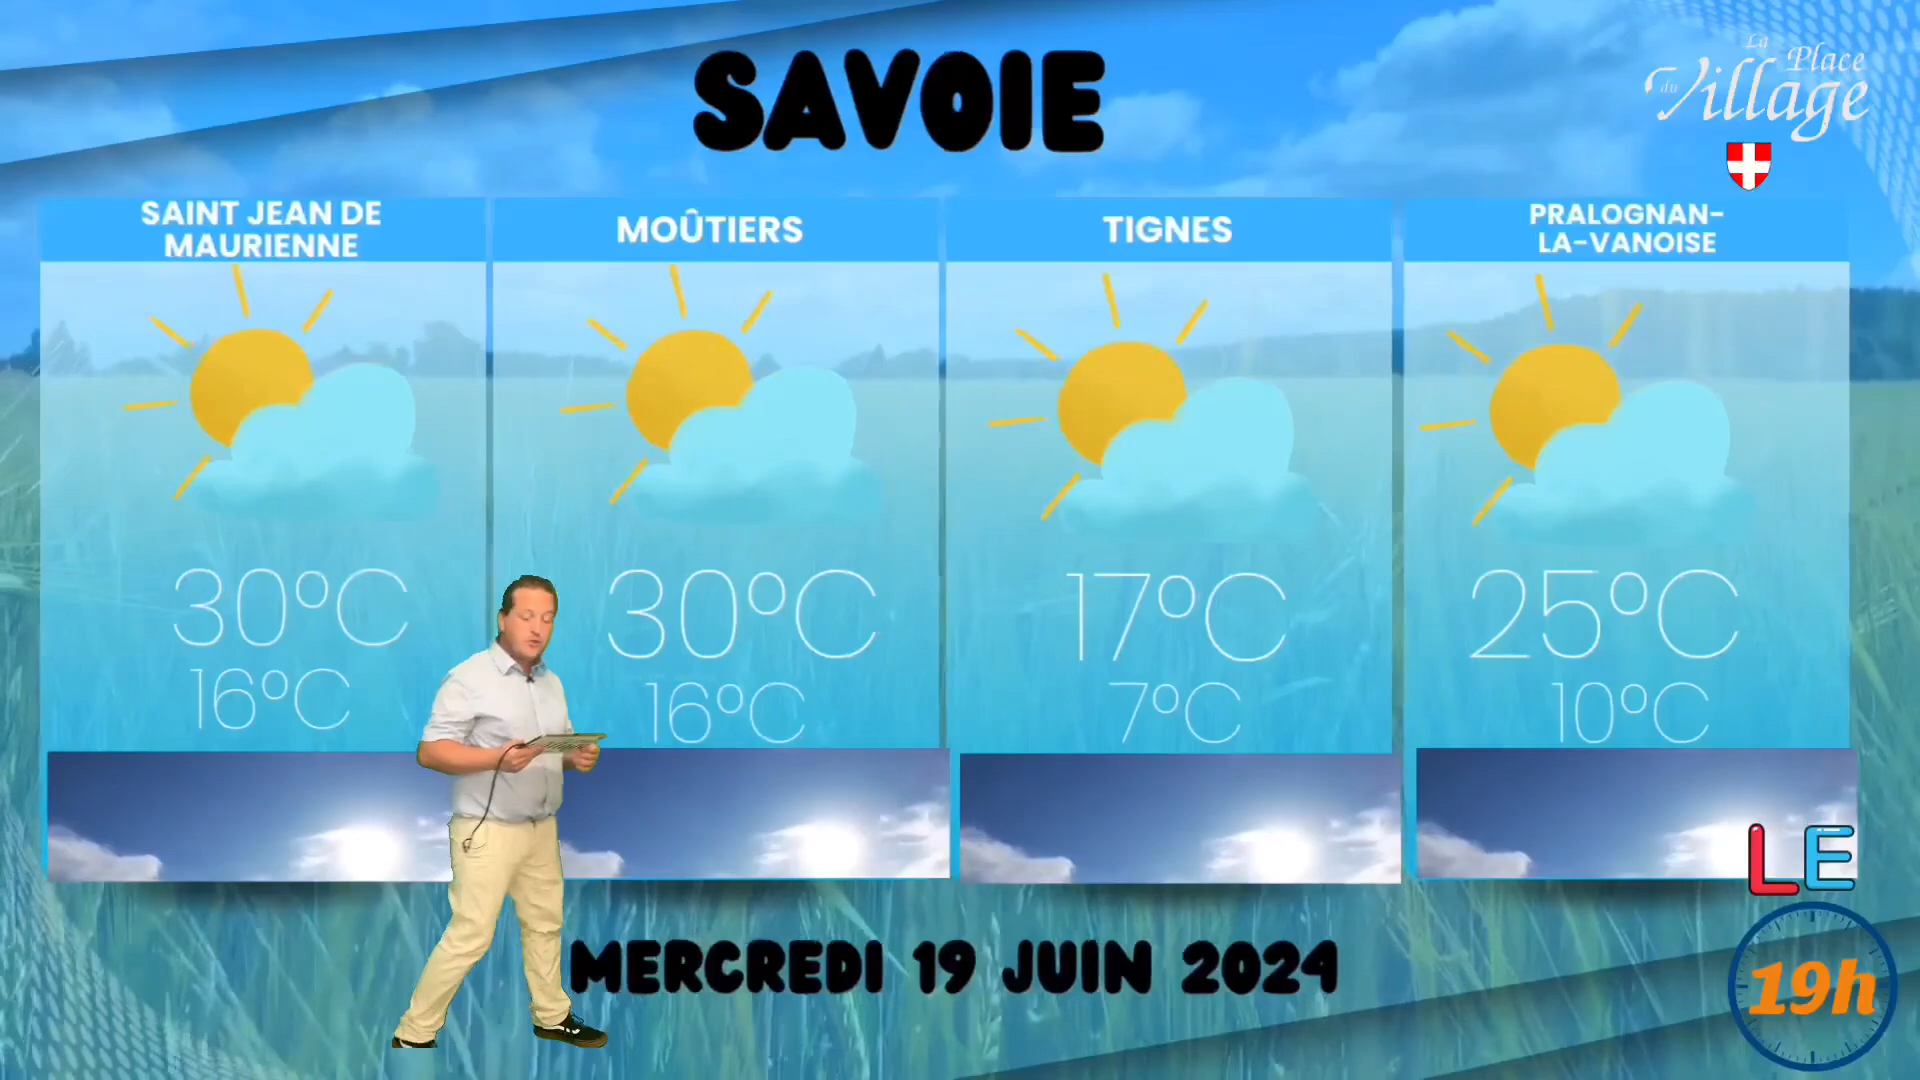 SAVOIE
La Place
du Village
SAINT JEAN DE
MAURIENNE
MOÛTIERS
TIGNES
PRALOGNAN-
LA-VANOISE
30°C
30°C
17°C
25°C
16°C
16°C
7°C
10°C
LE
MERCREDI 19 JUIN 2024
19h